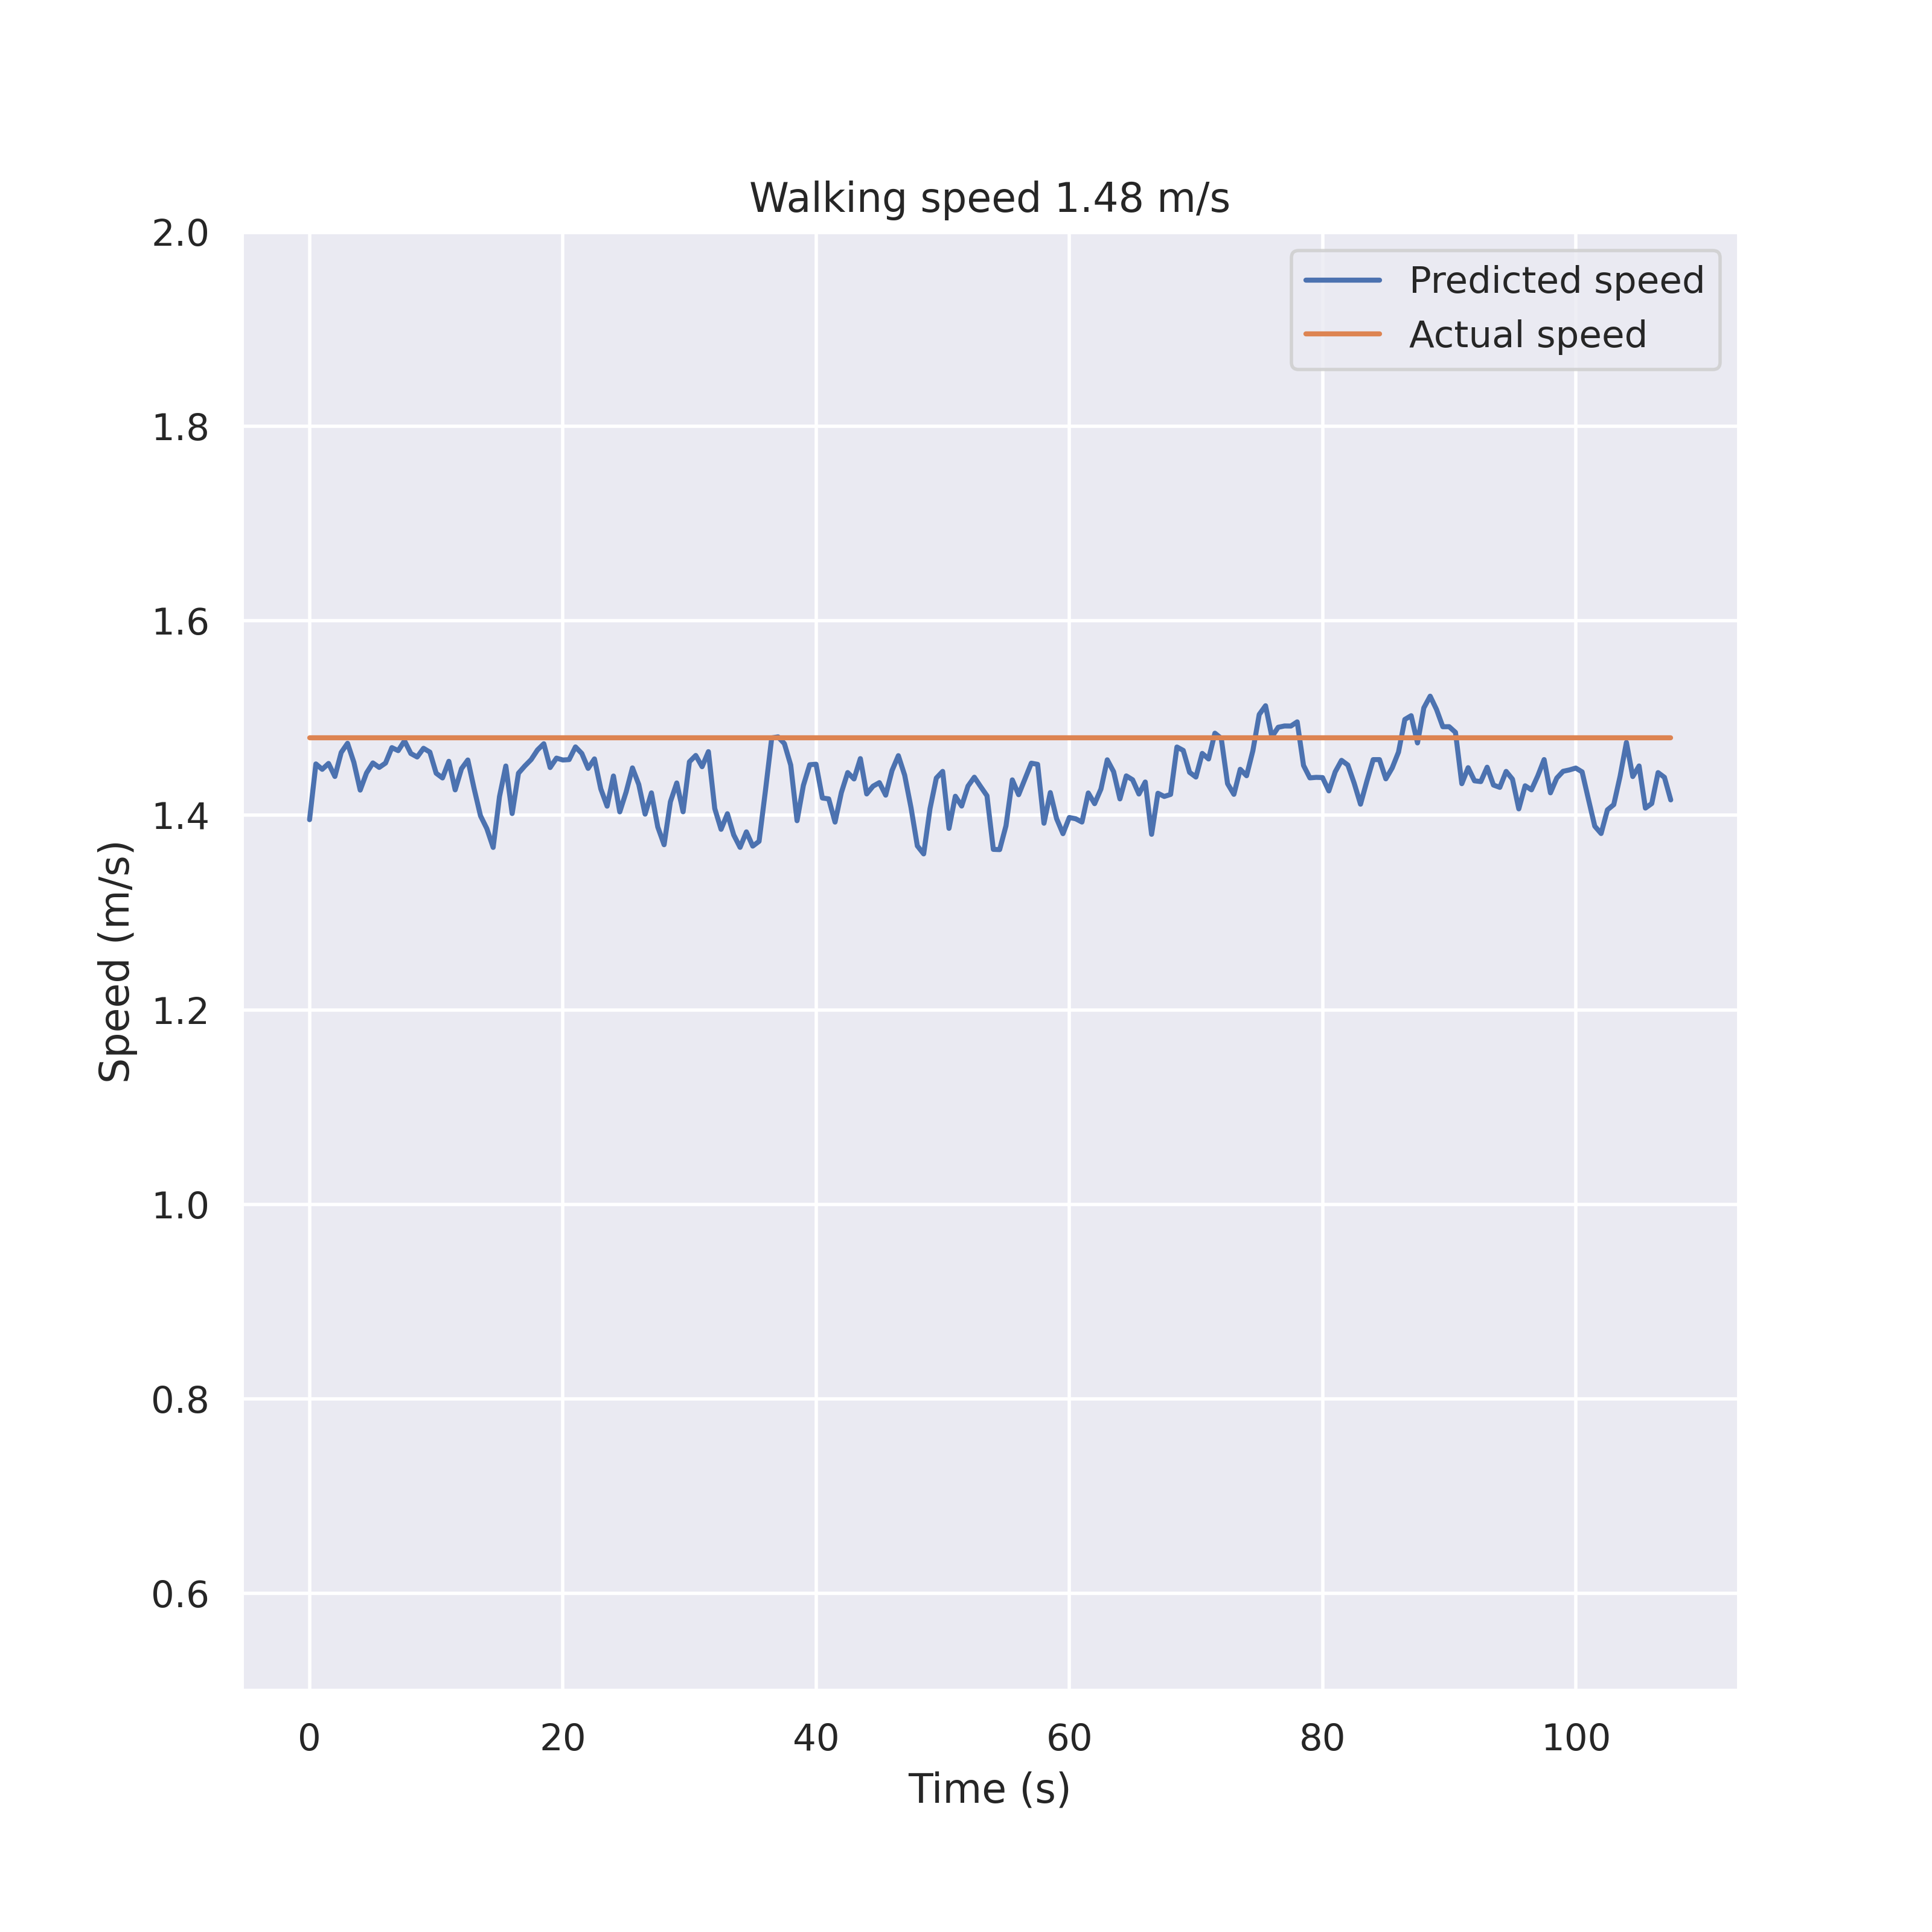 Walking speed 1.48 m/s
2.0
1.8
1.6
1.4
1.2
1.0
0.8
0.6
Speed (m/s)
Predicted speed
Actual speed
0 20 40 60 80 100
Time (s)